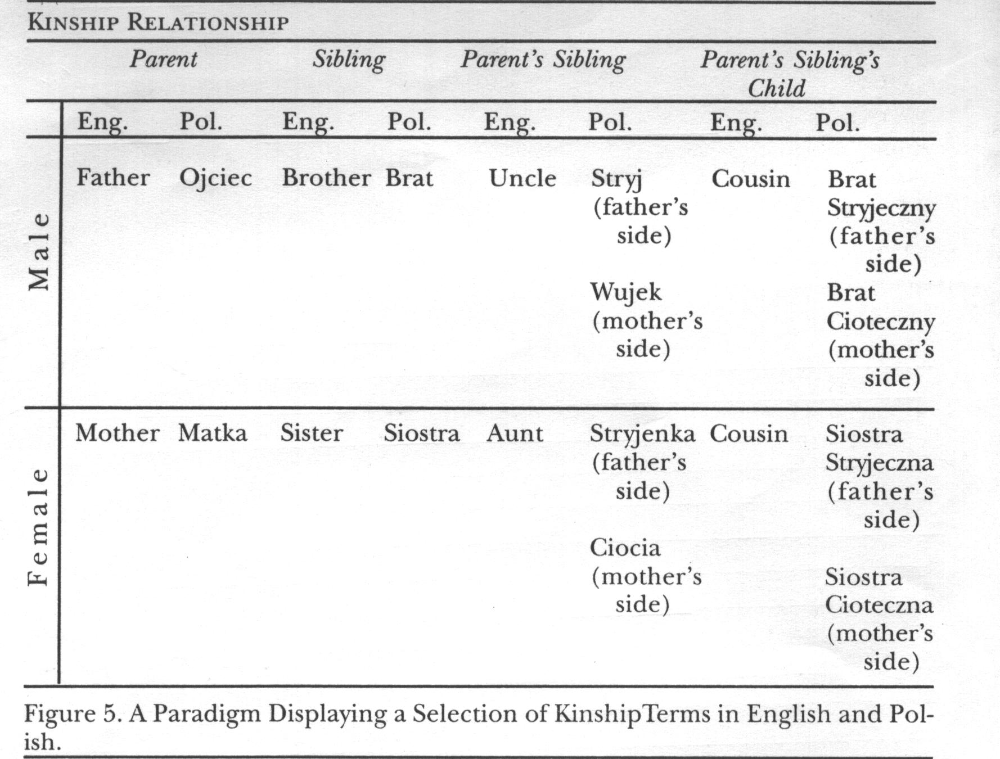 KINSHIP RELATIONSHIP
Parent Sibling Parent's Sibling Parent's Sibling's
Child
Eng. Pol. Eng. Pol. Eng. Pol. Eng. Pol.
Male
Father Ojciec Brother Brat Uncle Stryj Cousin Brat
(father's Stryjeczny
side) (father's
side)
Wujek Brat
(mother's Cioteczny
side) (mother's
side)
Female
Mother Matka Sister Siostra Aunt Stryjenka Cousin Siostra
(father's Stryjeczna
side) (father's
side)
Ciocia
(mother's Siostra
side) Cioteczna
(mother's
side)
Figure 5. A Paradigm Displaying a Selection of KinshipTerms in English and Pol-
ish.